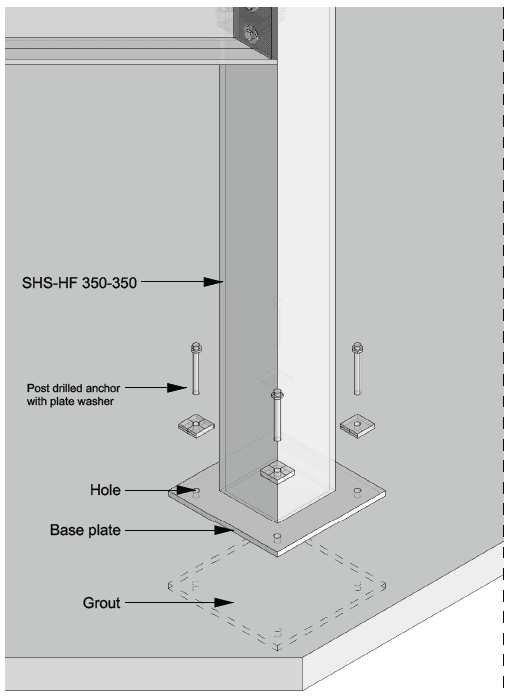 SHS-HF 350-350
Post drilled anchor
with plate washer
Hole
Base plate
Grout